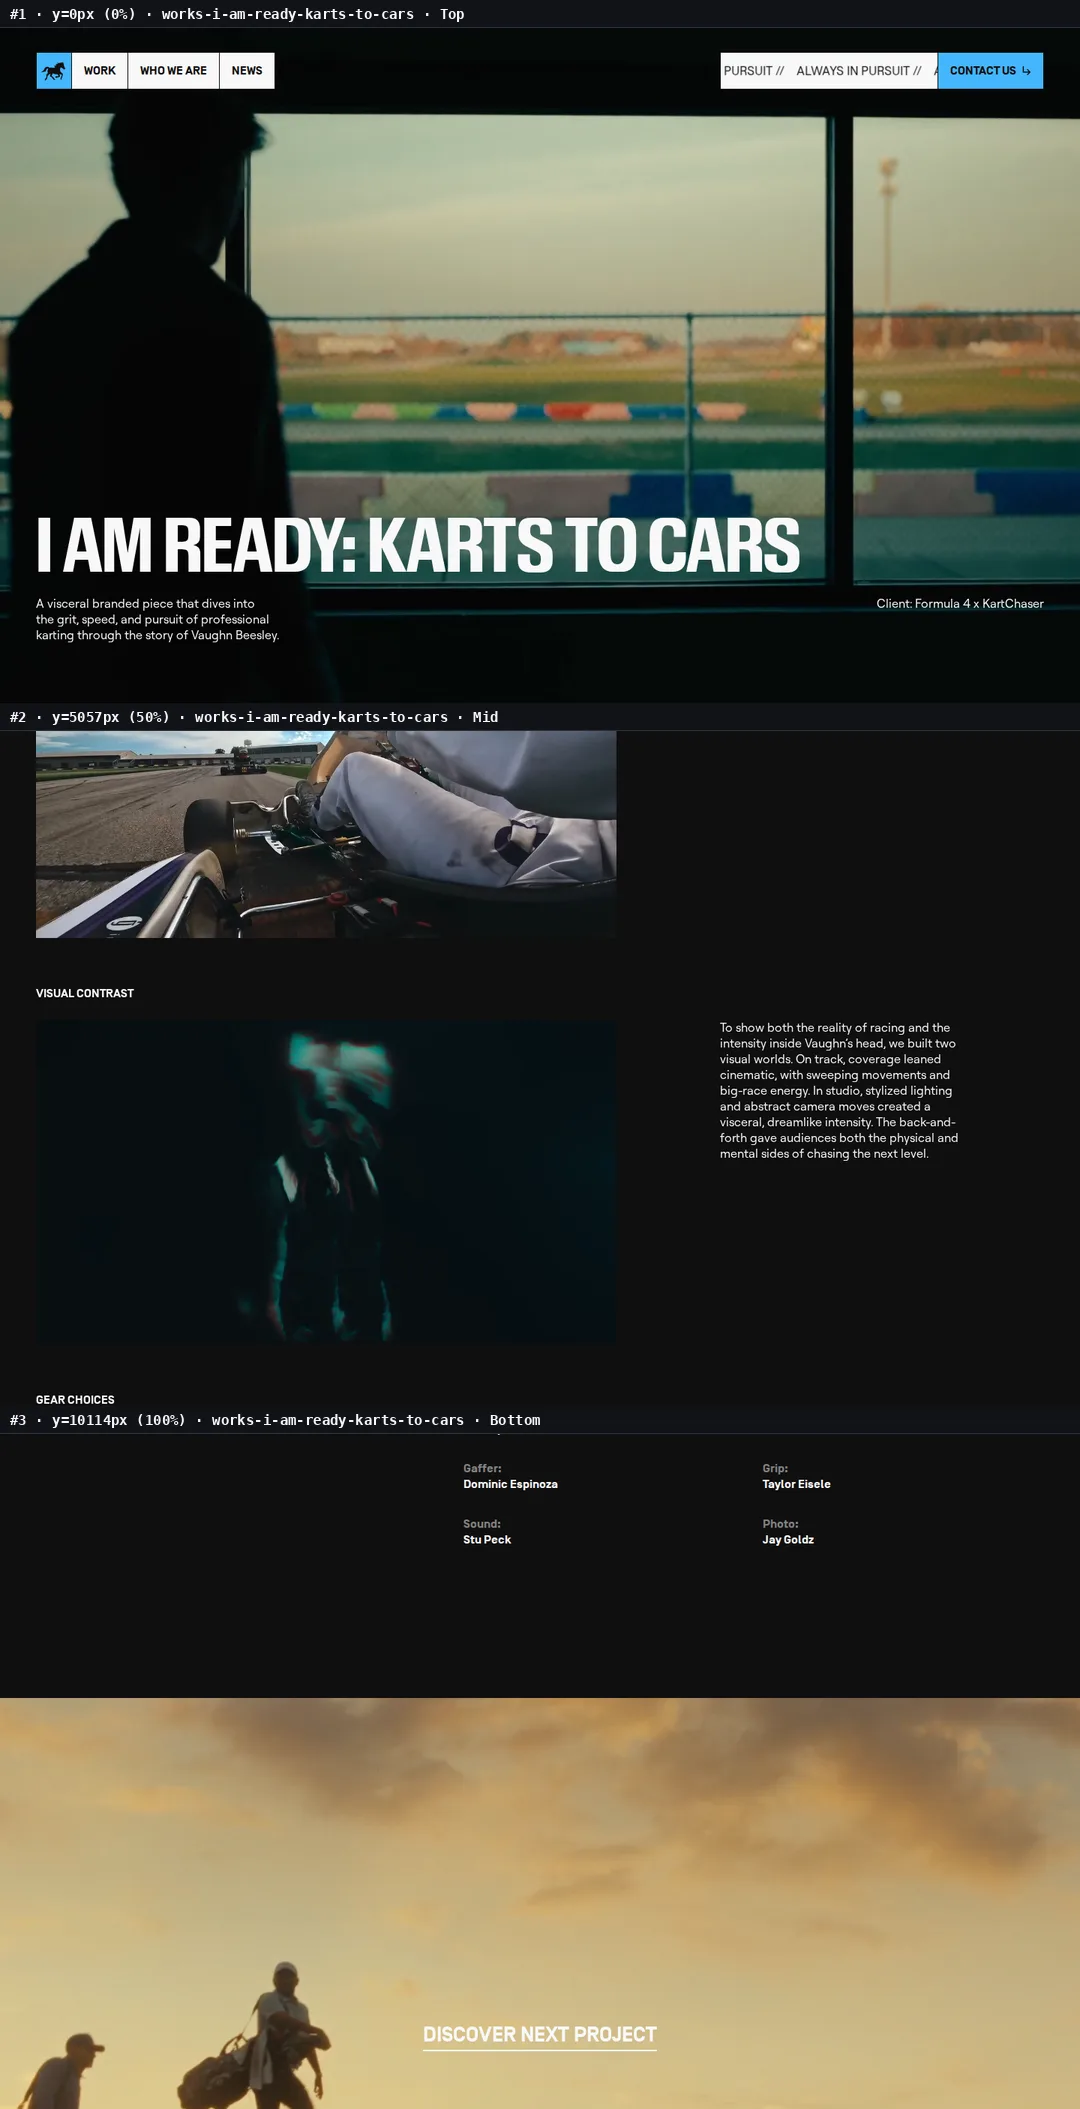 #1 · y=0px (0%) · works-i-am-ready-karts-to-cars · Top
WORK
WHO WE ARE
NEWS
PURSUIT // ALWAYS IN PURSUIT //
CONTACT US
I AM READY: KARTS TO CARS
A visceral branded piece that dives into
the grit, speed, and pursuit of professional
karting through the story of Vaughn Beesley.
Client: Formula 4 x KartChaser
#2 · y=5057px (50%) · works-i-am-ready-karts-to-cars · Mid
VISUAL CONTRAST
To show both the reality of racing and the
intensity inside Vaughn's head, we built two
visual worlds. On track, coverage leaned
cinematic, with sweeping movements and
big-race energy. In studio, stylized lighting
and abstract camera moves created a
visceral, dreamlike intensity. The back-and-
forth gave audiences both the physical and
mental sides of chasing the next level.
GEAR CHOICES
#3 · y=10114px (100%) · works-i-am-ready-karts-to-cars · Bottom
Gaffer:
Dominic Espinoza
Grip:
Taylor Eisele
Sound:
Stu Peck
Photo:
Jay Goldz
DISCOVER NEXT PROJECT